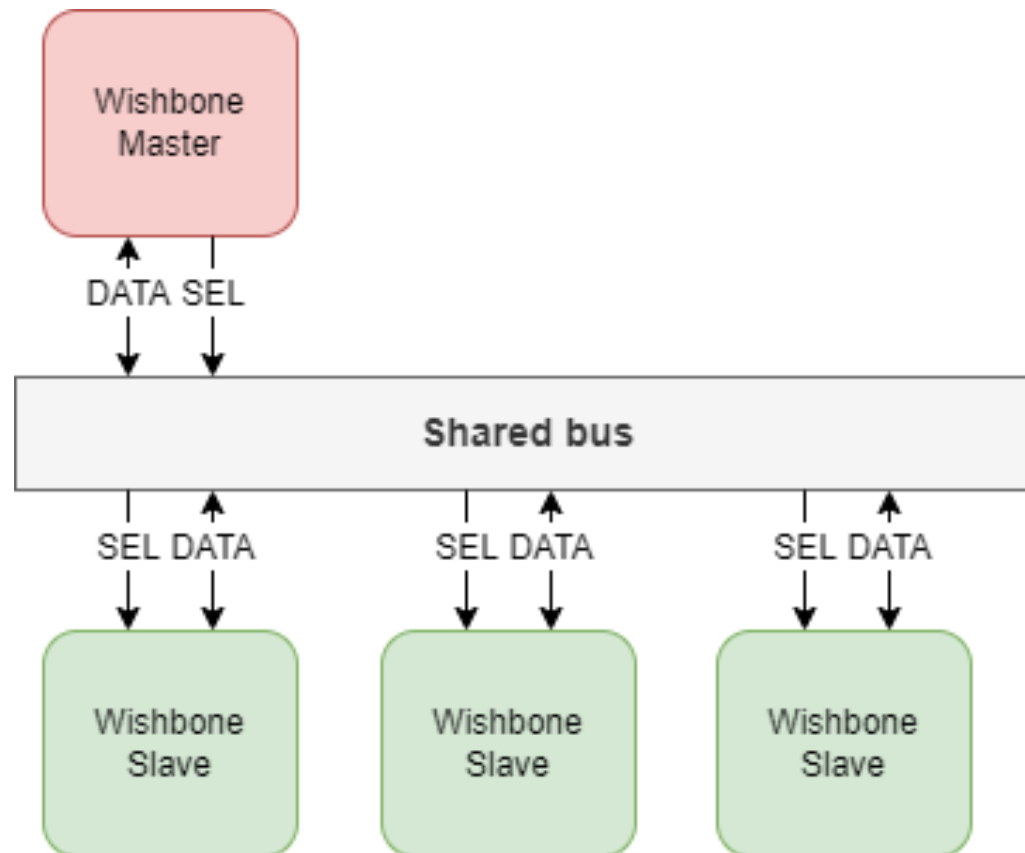 Wishbone
Master
DATA SEL
Shared bus
SEL DATA
SEL DATA
SEL DATA
Wishbone
Slave
Wishbone
Slave
Wishbone
Slave